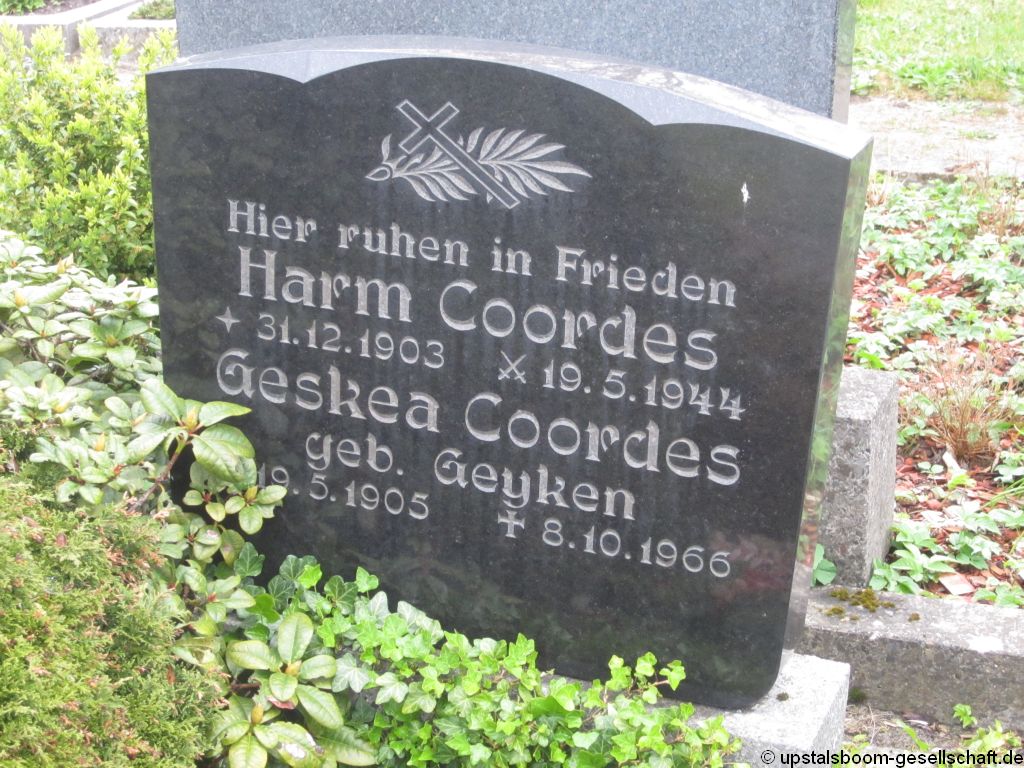 Hier ruhen in Frieden
Harm Coordes
31.12.1903 19.5.1944
Geskea Coordes
geb. Geyken
19.5.1905 8.10.1966
© upstalsboom-gesellschaft.de